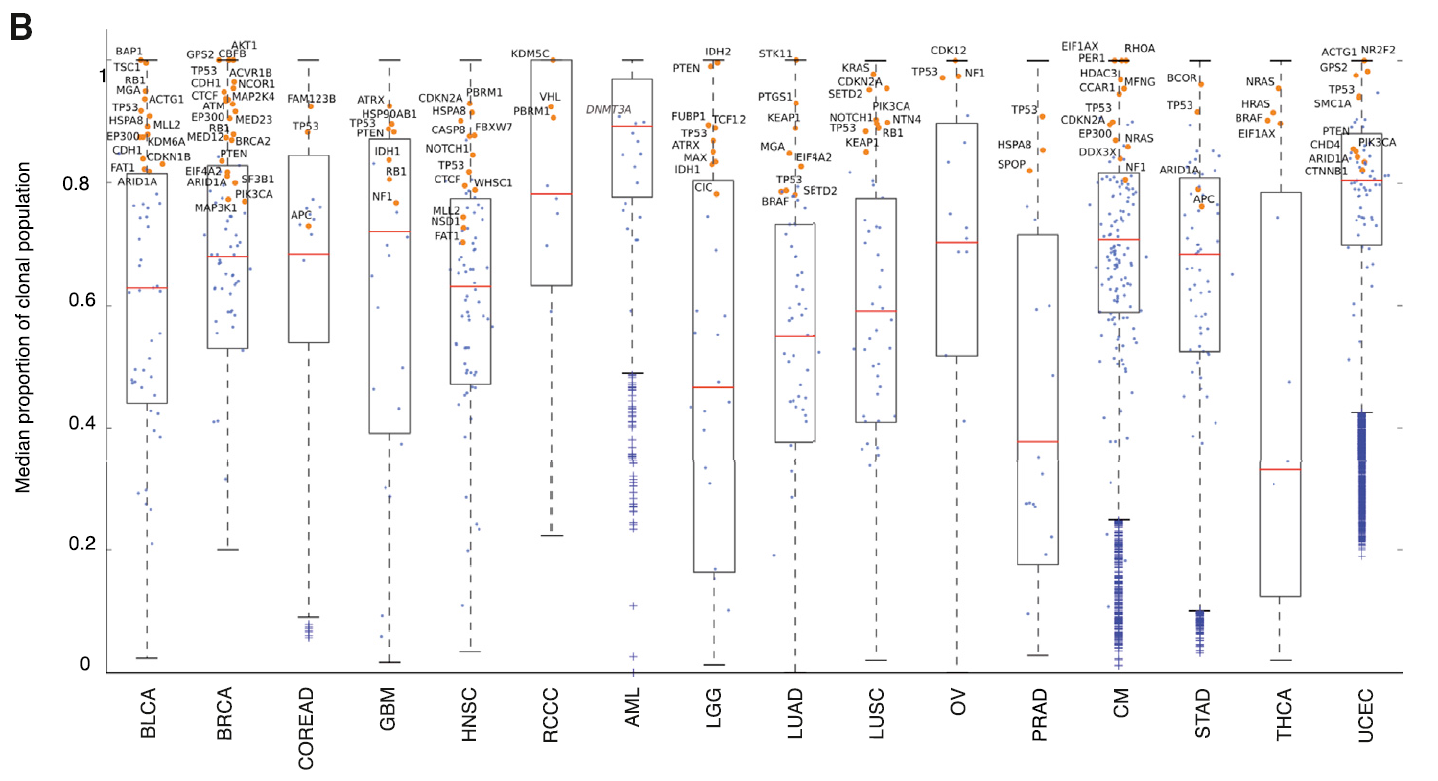 B
Median proportion of clonal population
1
0.8
0.6
0.4
0.2
0
BAP1
TSC1
RB1
MGA
ACTG1
TP53
HSPA8
MLL2
EP300
KDM6A
CDH1
CDKN1B
FAT1
ARID1A
AKT1
GPS2 CBFB
TP53
ACVR1B
CDH1
NCOR1
CTCF
MAP2K4
ATM
EP300
MED23
RB1
MED12
BRCA2
PTEN
EIF4A2
SF3B1
ARID1A
PIK3CA
MAP3K1
FAM123B
TP53
APC
ATRX
HSP90AB1
TP53
PTEN
IDH1
RB1
NF1
PBRM1
CDKN2A
HSPA8
CASP8
FBXW7
NOTCH1
TP53
CTCF
WHSC1
MLL2
NSD1
FAT1
KDM5C
VHL
PBRM1
DNMT3A
IDH2
PTEN
FUBP1
TCF12
TP53
ATRX
MAX
IDH1
CIC
STK11
PTGS1
KEAP1
MGA
EIF4A2
TP53
SETD2
BRAF
KRAS
CDKN2A
SETD2
PIK3CA
NOTCH1
NTN4
TP53
RB1
KEAP1
CDK12
TP53
NF1
TP53
HSPA8
SPOP
EIF1AX
RHOA
PER1
HDAC3
MFNG
CCAR1
TP53
CDKN2A
EP300
NRAS
DDX3X
NF1
BCOR
TP53
ARID1A
APC
NRAS
HRAS
BRAF
EIF1AX
ACTG1
NR2F2
GPS2
TP53
SMC1A
PTEN
PIK3CA
CHD4
ARID1A
CTNNB1
BLCA
BRCA
COREAD
GBM
HNSC
RCCC
AML
LGG
LUAD
LUSC
OV
PRAD
CM
STAD
THCA
UCEC